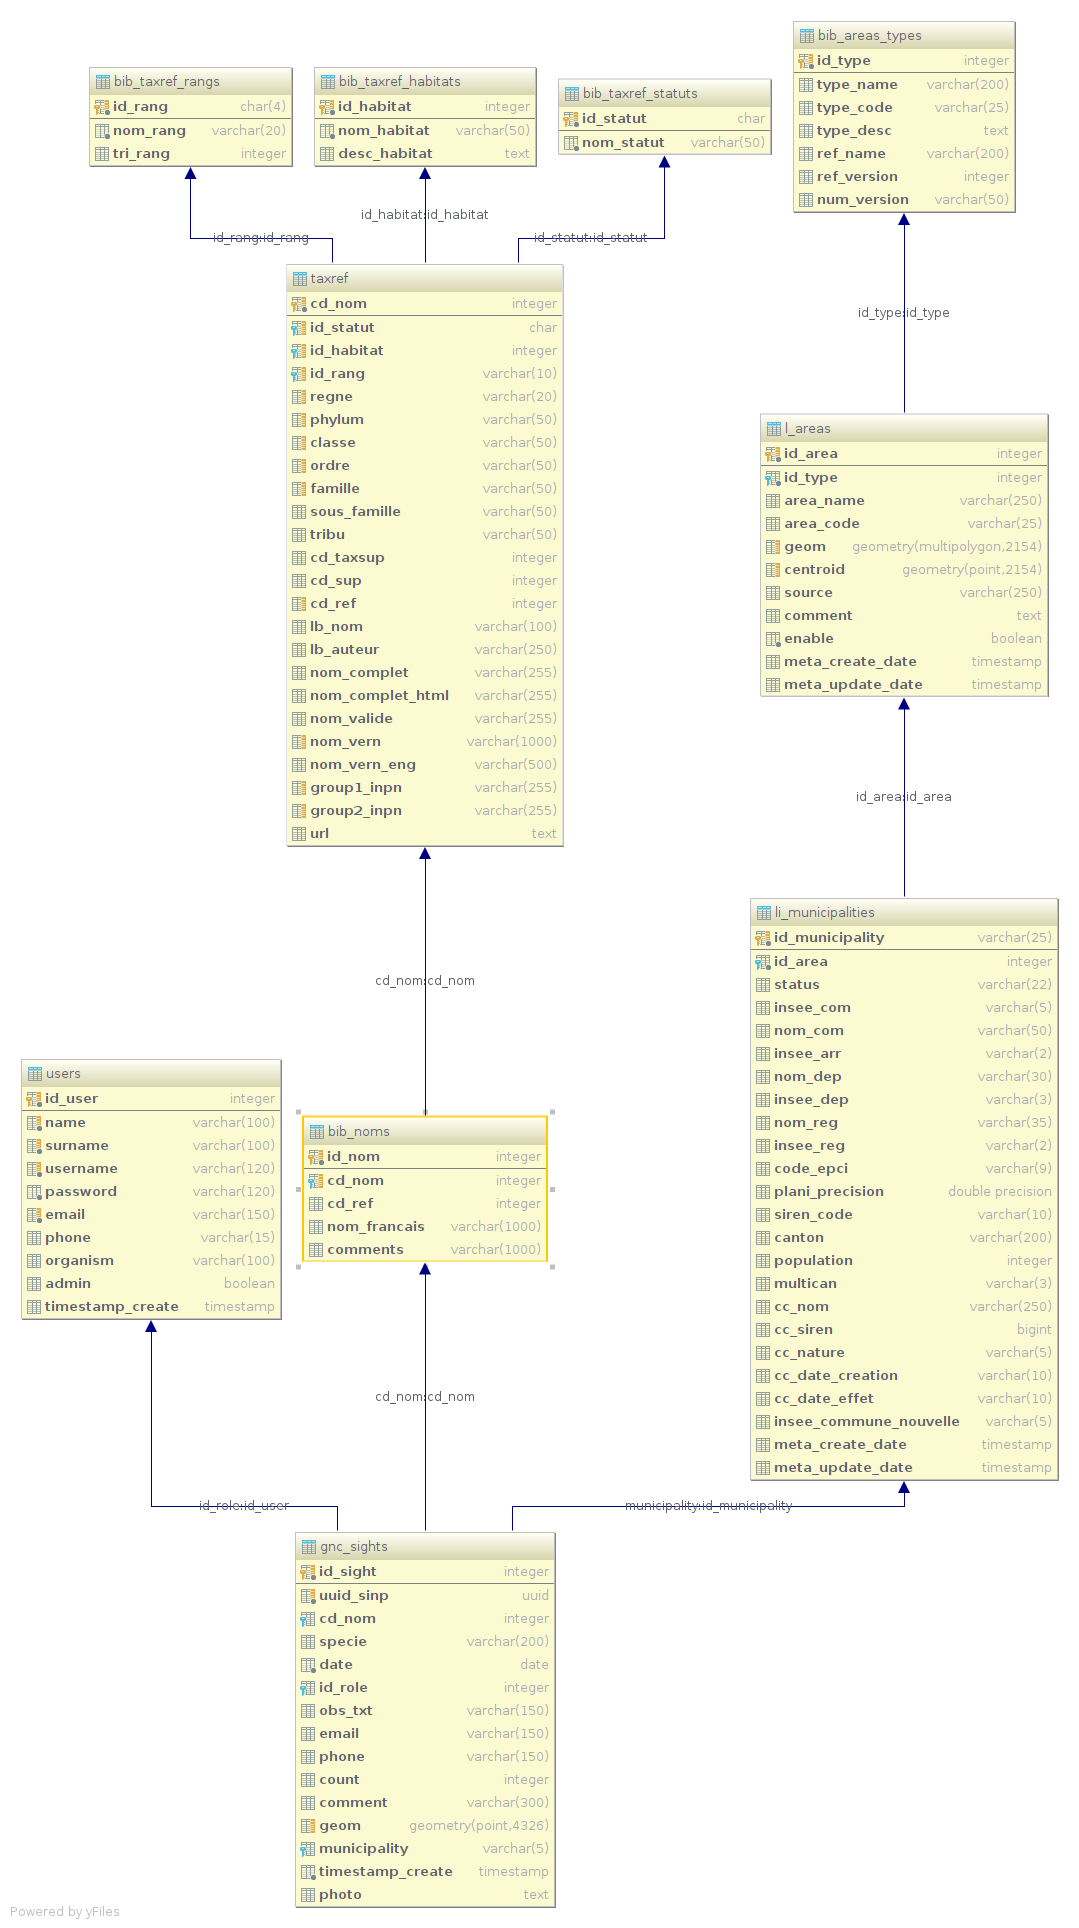 bib_taxref_rangs
id_rang char(4)
nom_rang varchar(20)
tri_rang integer
bib_taxref_habitats
id_habitat integer
nom_habitat varchar(50)
desc_habitat text
bib_taxref_statuts
id_statut char
nom_statut varchar(50)
bib_areas_types
id_type integer
type_name varchar(200)
type_code varchar(25)
type_desc text
ref_name varchar(200)
ref_version integer
num_version varchar(50)
id_rang:id_rang
id_habitat:id_habitat
id_statut:id_statut
id_type:id_type
taxref
cd_nom integer
id_statut char
id_habitat integer
id_rang varchar(10)
regne varchar(20)
phylum varchar(50)
classe varchar(50)
ordre varchar(50)
famille varchar(50)
sous_famille varchar(50)
tribu varchar(50)
cd_taxsup integer
cd_sup integer
cd_ref integer
lb_nom varchar(100)
lb_auteur varchar(250)
nom_complet varchar(255)
nom_complet_html varchar(255)
nom_valide varchar(255)
nom_vern varchar(1000)
nom_vern_eng varchar(500)
group1_inpn varchar(255)
group2_inpn varchar(255)
url text
l_areas
id_area integer
id_type integer
area_name varchar(250)
area_code varchar(25)
geom geometry(multipolygon,2154)
centroid geometry(point,2154)
source varchar(250)
comment text
enable boolean
meta_create_date timestamp
meta_update_date timestamp
id_area:id_area
cd_nom:cd_nom
li_municipalities
id_municipality varchar(25)
id_area integer
status varchar(22)
insee_com varchar(5)
nom_com varchar(50)
insee_arr varchar(2)
nom_dep varchar(30)
insee_dep varchar(3)
nom_reg varchar(35)
insee_reg varchar(2)
code_epci varchar(9)
plani_precision double precision
siren_code varchar(10)
canton varchar(200)
population integer
multican varchar(3)
cc_nom varchar(250)
cc_siren bigint
cc_nature varchar(5)
cc_date_creation varchar(10)
cc_date_effet varchar(10)
insee_commune_nouvelle varchar(5)
meta_create_date timestamp
meta_update_date timestamp
users
id_user integer
name varchar(100)
surname varchar(100)
username varchar(120)
password varchar(120)
email varchar(150)
phone varchar(15)
organism varchar(100)
admin boolean
timestamp_create timestamp
bib_noms
id_nom integer
cd_nom integer
cd_ref integer
nom_francais varchar(1000)
comments varchar(1000)
cd_nom:cd_nom
id_role:id_user
municipality:id_municipality
gnc_sights
id_sight integer
uuid_sinp uuid
cd_nom integer
specie varchar(200)
date date
id_role integer
obs_txt varchar(150)
email varchar(150)
phone varchar(150)
count integer
comment varchar(300)
geom geometry(point,4326)
municipality varchar(5)
timestamp_create timestamp
photo text
Powered by yFiles